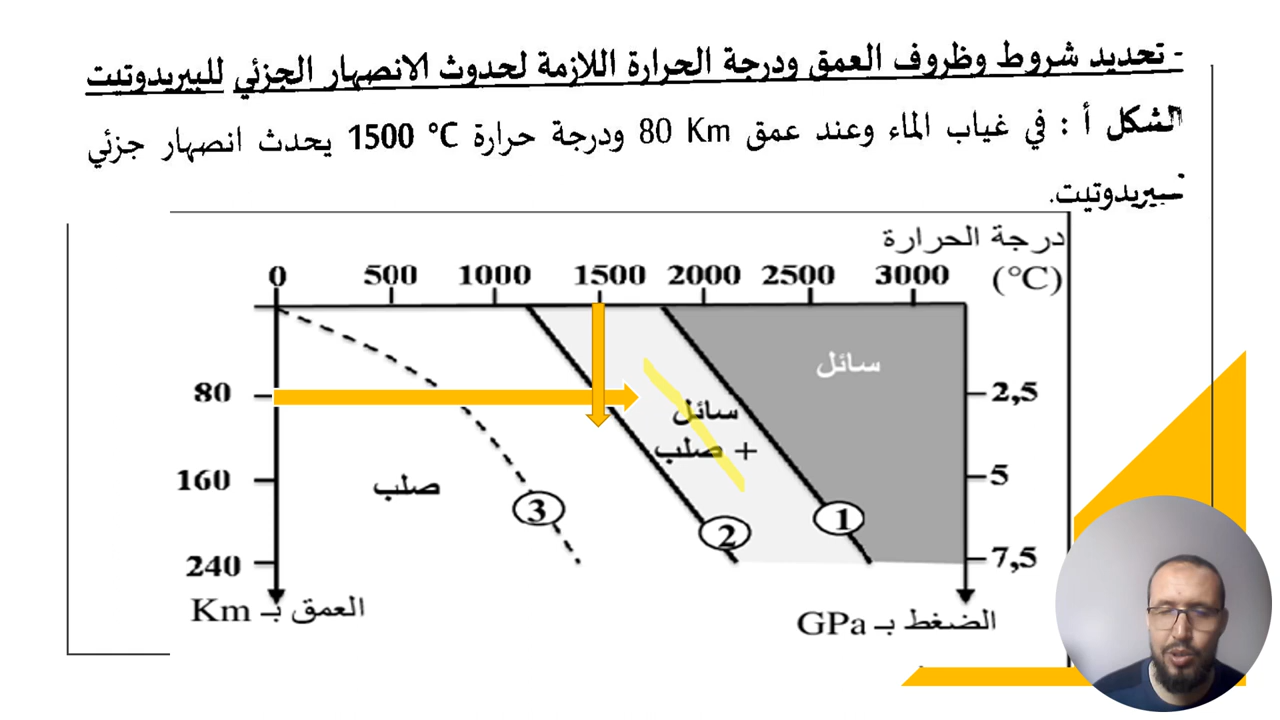 - تحديد شروط وظروف العمق ودرجة الحرارة اللازمة لحدوث الانصهار الجزئي للبيريدوتيت
الشكل أ : في غياب الماء وعند عمق 80 Km ودرجة حرارة 1500 °C يحدث انصهار جزئي
للبيريدوتيت.
درجة الحرارة
0 500 1000 1500 2000 2500 3000 (°C)
سائل
80 2,5
سائل
+ صلب
160 5
صلب
3 2 1
240 7,5
العمق بـ Km
الضغط بـ GPa